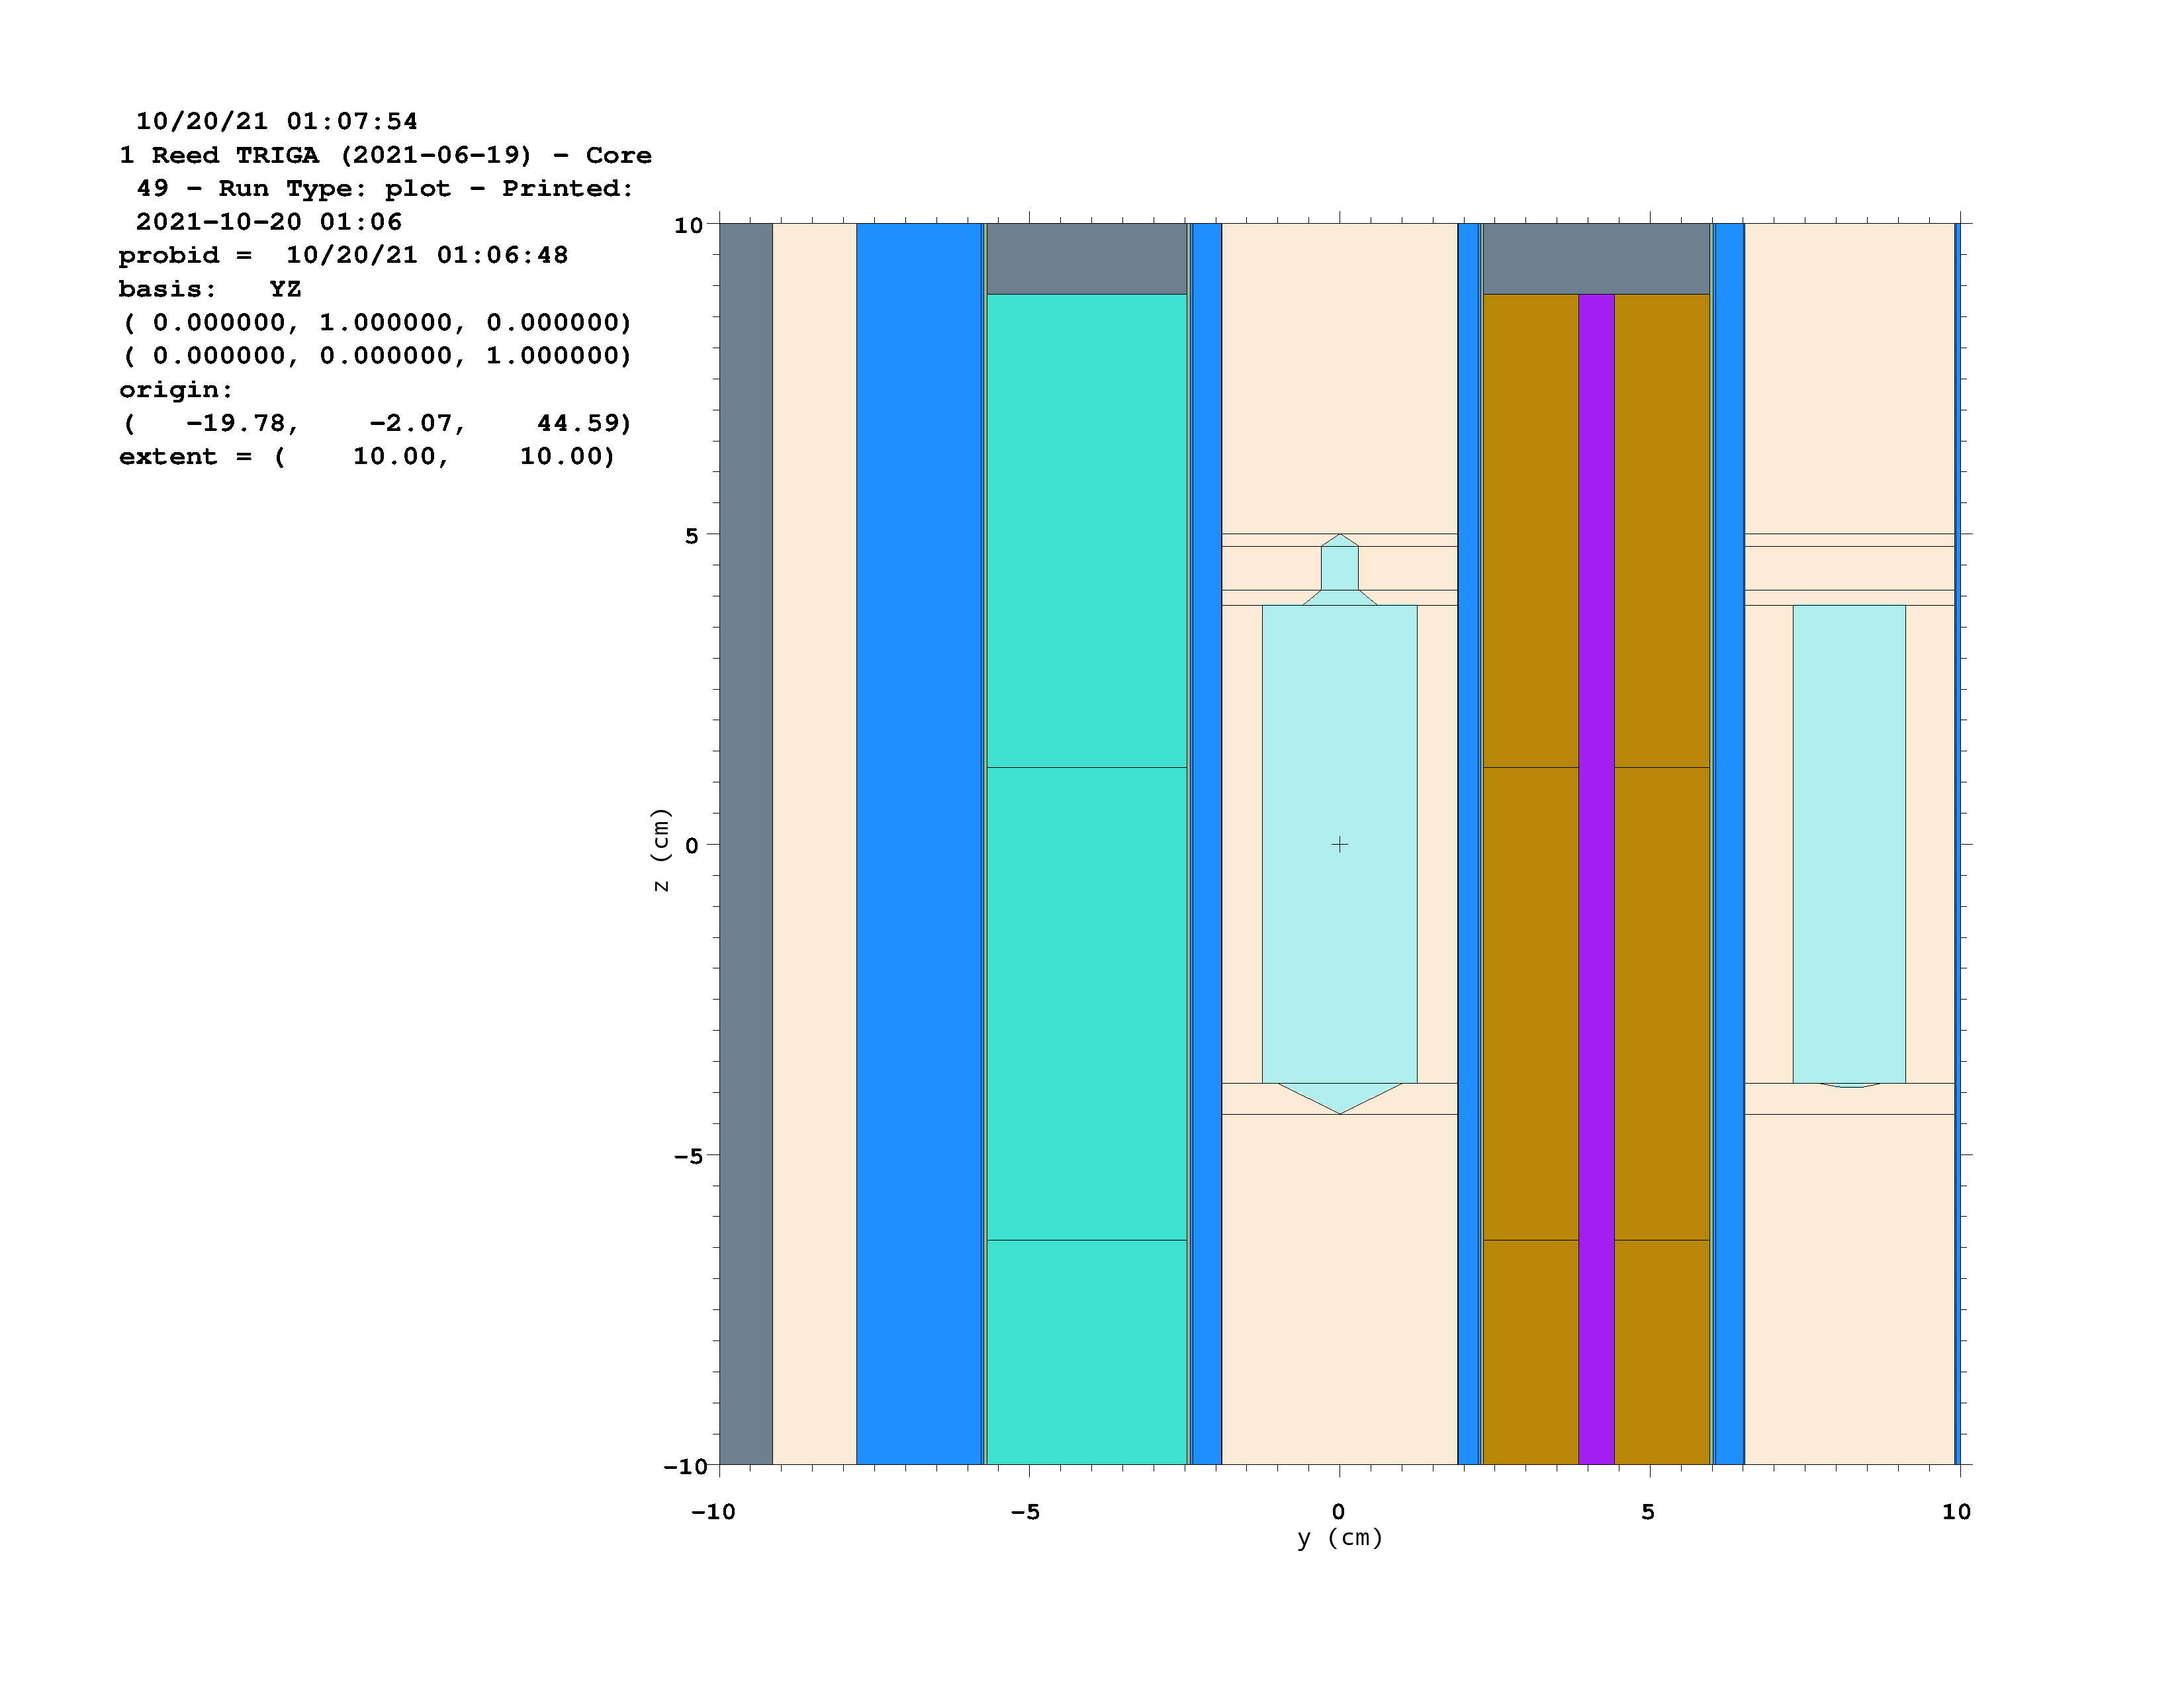 10/20/21 01:07:54
1 Reed TRIGA (2021-06-19) - Core
49 - Run Type: plot - Printed:
2021-10-20 01:06
probid = 10/20/21 01:06:48
basis: YZ
( 0.000000, 1.000000, 0.000000)
( 0.000000, 0.000000, 1.000000)
origin:
( -19.78, -2.07, 44.59)
extent = ( 10.00, 10.00)
10
5
0
-5
-10
z (cm)
-10 -5 0 5 10
y (cm)